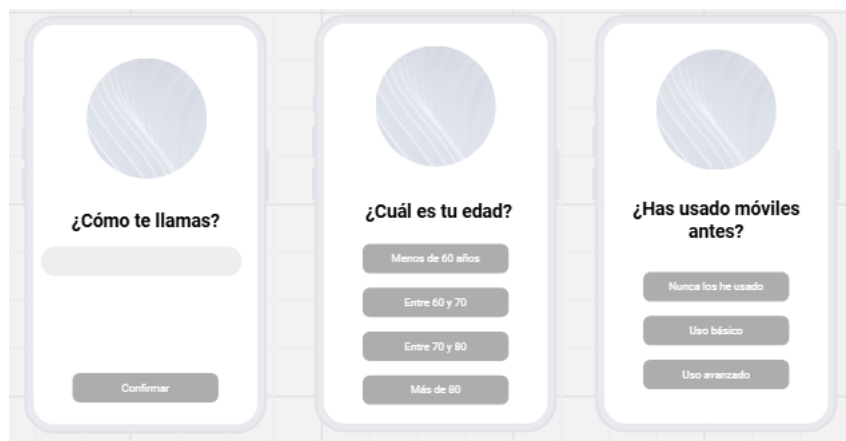 ¿Cómo te llamas?
Confirmar
¿Cuál es tu edad?
Menos de 60 años
Entre 60 y 70
Entre 70 y 80
Más de 80
¿Has usado móviles
antes?
Nunca los he usado
Uso básico
Uso avanzado